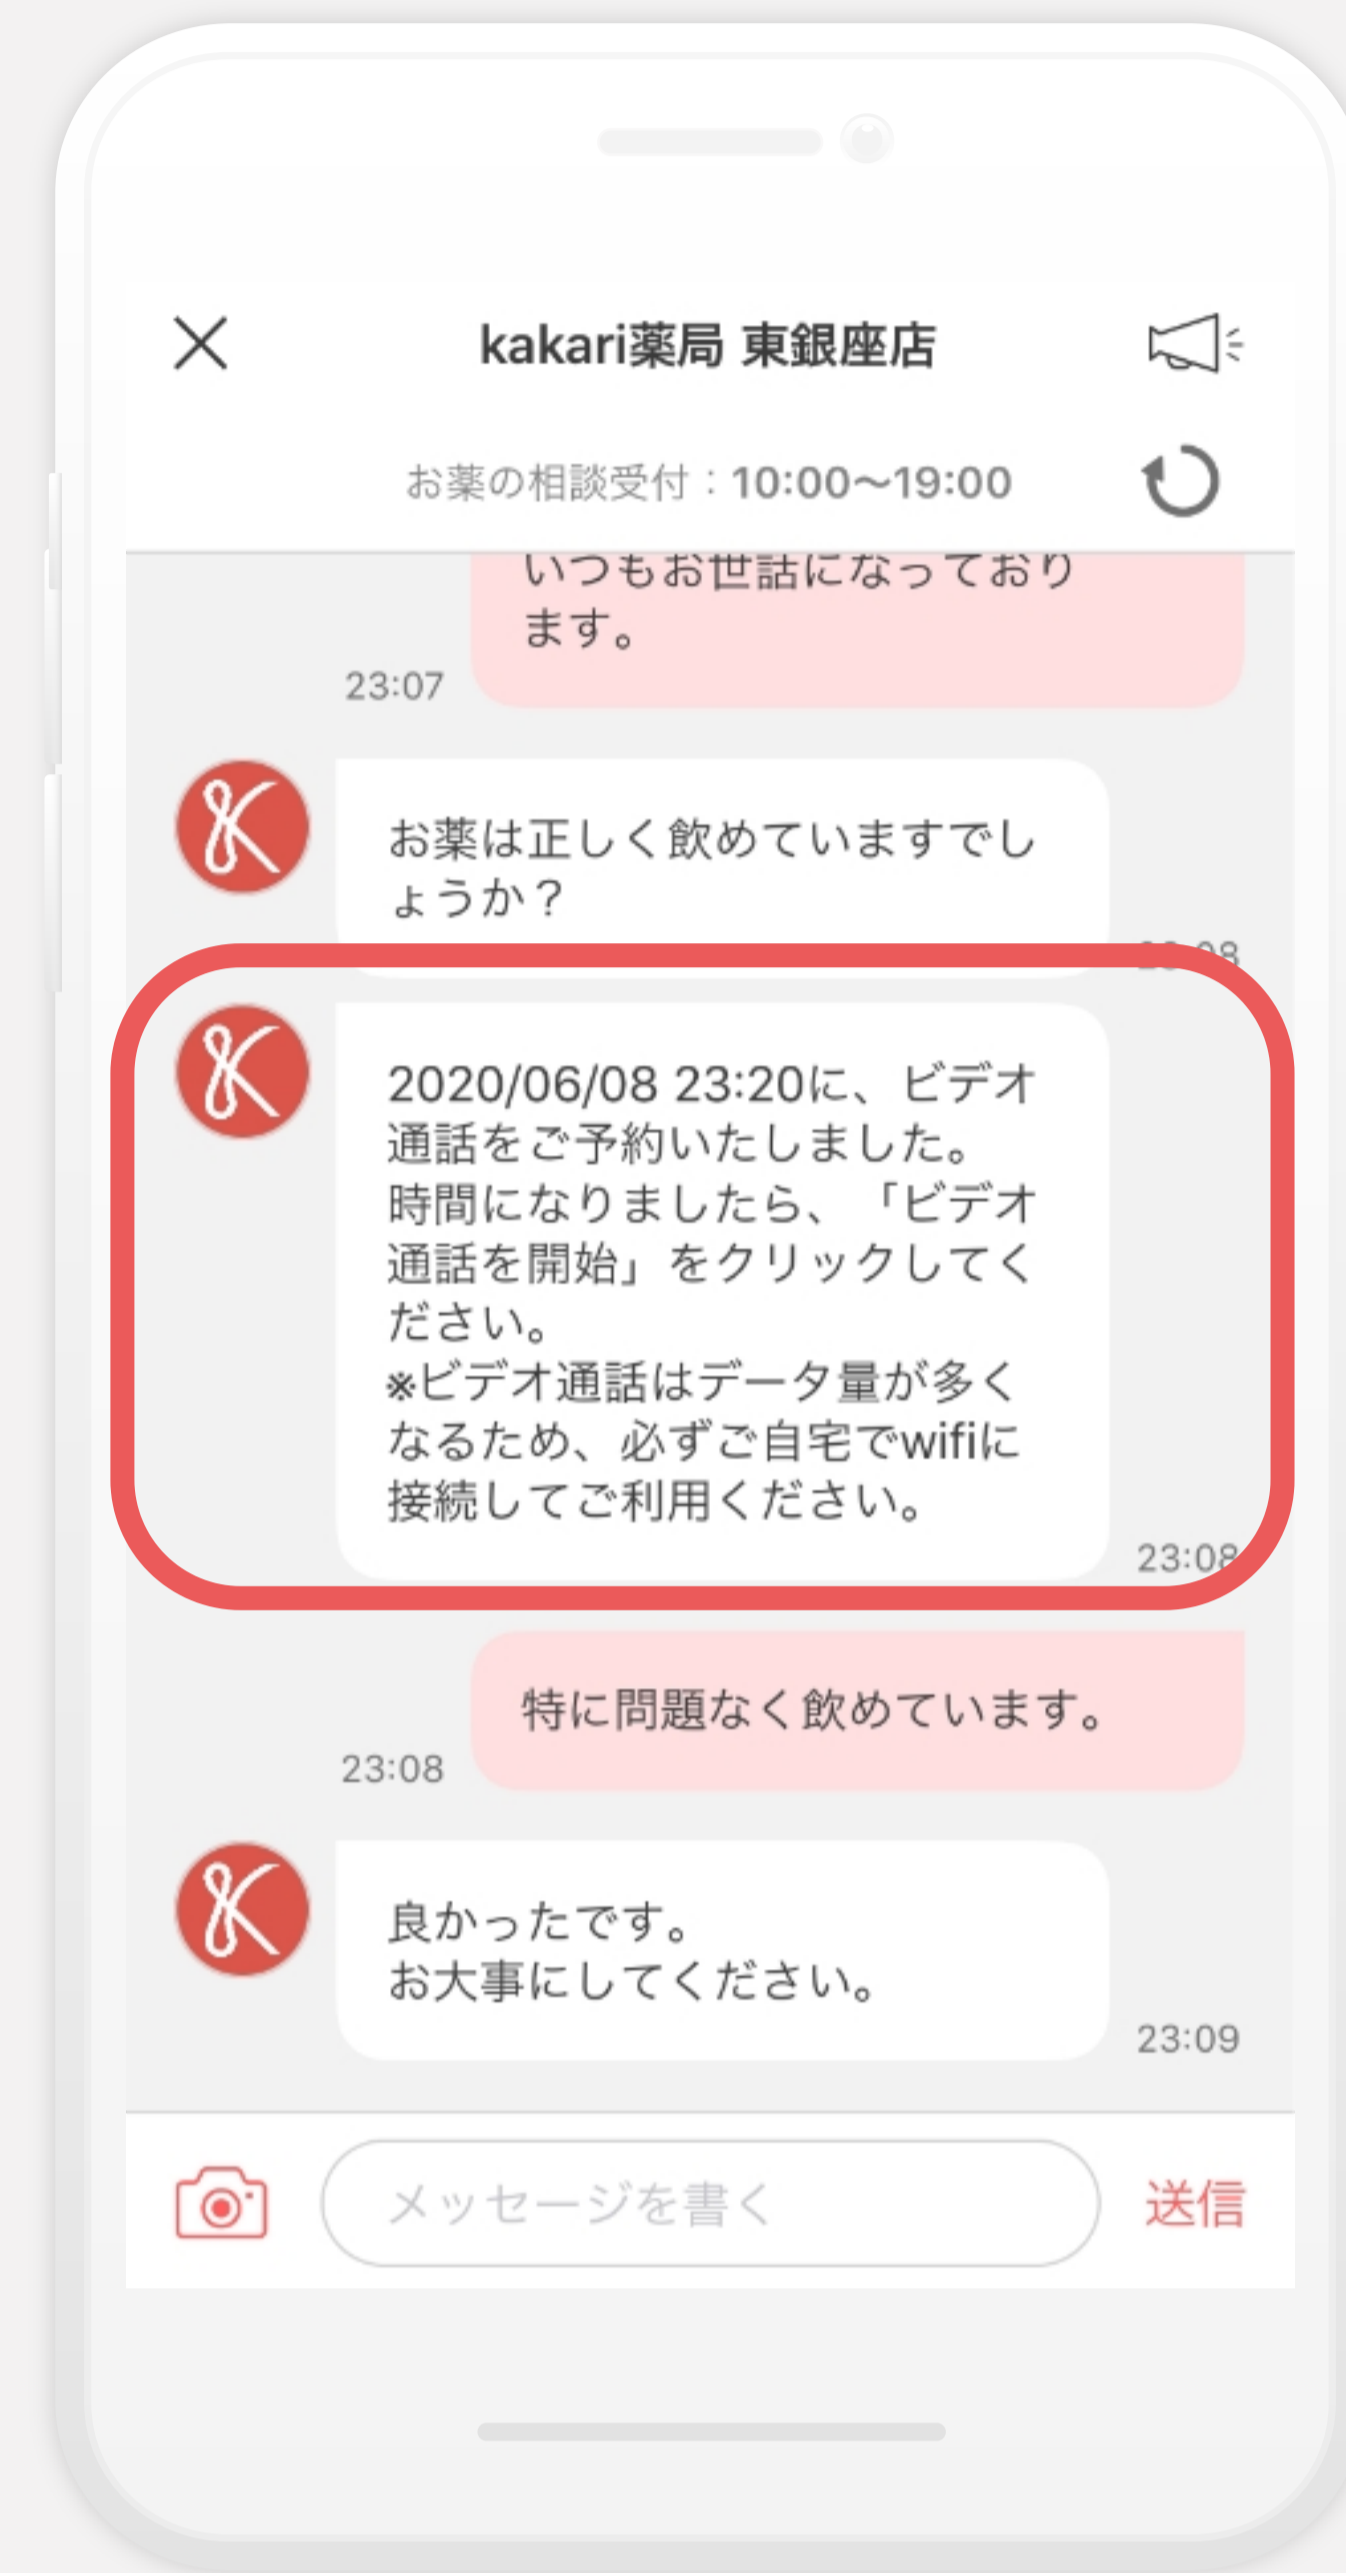 kakari薬局 東銀座店
お薬の相談受付：10:00〜19:00
いつもお世話になっており
ます。
23:07
お薬は正しく飲めていますでし
ょうか？
2020/06/08 23:20に、ビデオ
通話をご予約いたしました。
時間になりましたら、「ビデオ
通話を開始」をクリックしてく
ださい。
※ビデオ通話はデータ量が多く
なるため、必ずご自宅でwifiに
接続してご利用ください。
23:08
特に問題なく飲めています。
23:08
良かったです。
お大事にしてください。
23:09
メッセージを書く
送信